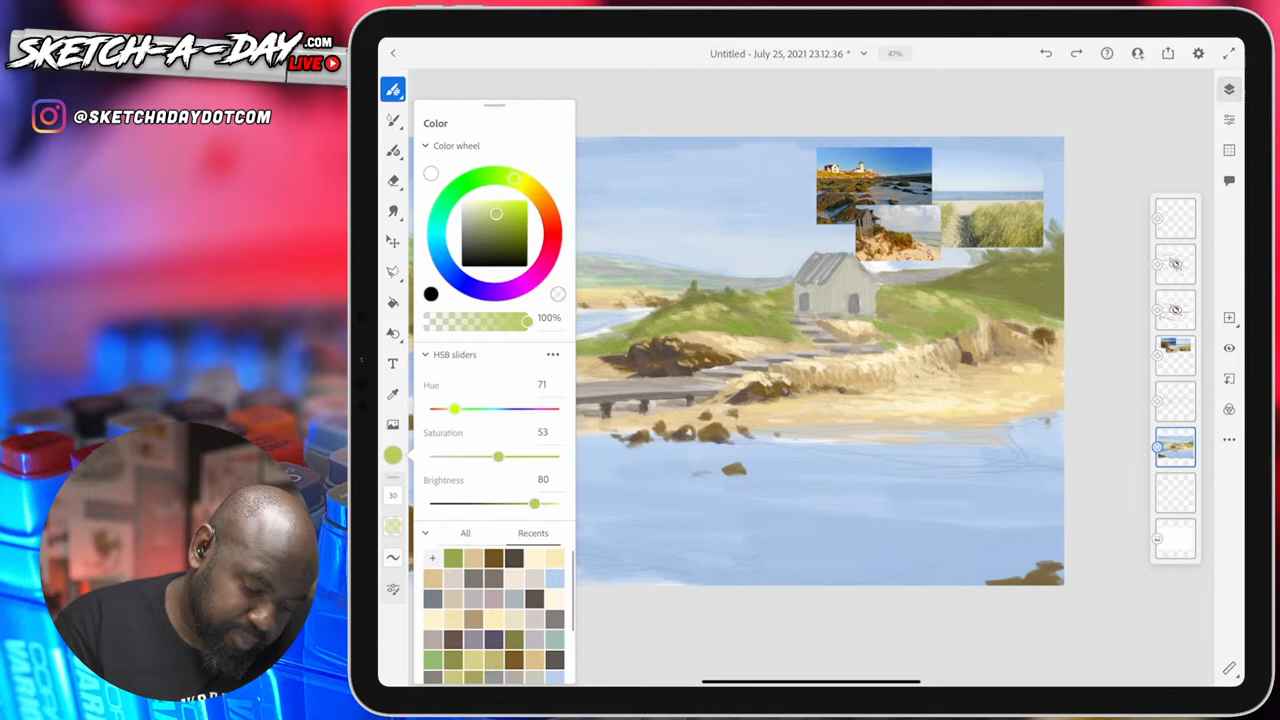 SKETCH-A-DAY.COM
LIVE
@SKETCHADAYDOTCOM
Untitled - July 25, 2021 23.12.36 *
47%
Color
Color wheel
100%
HSB sliders
Hue 71
Saturation 53
Brightness 80
All Recents
T
30